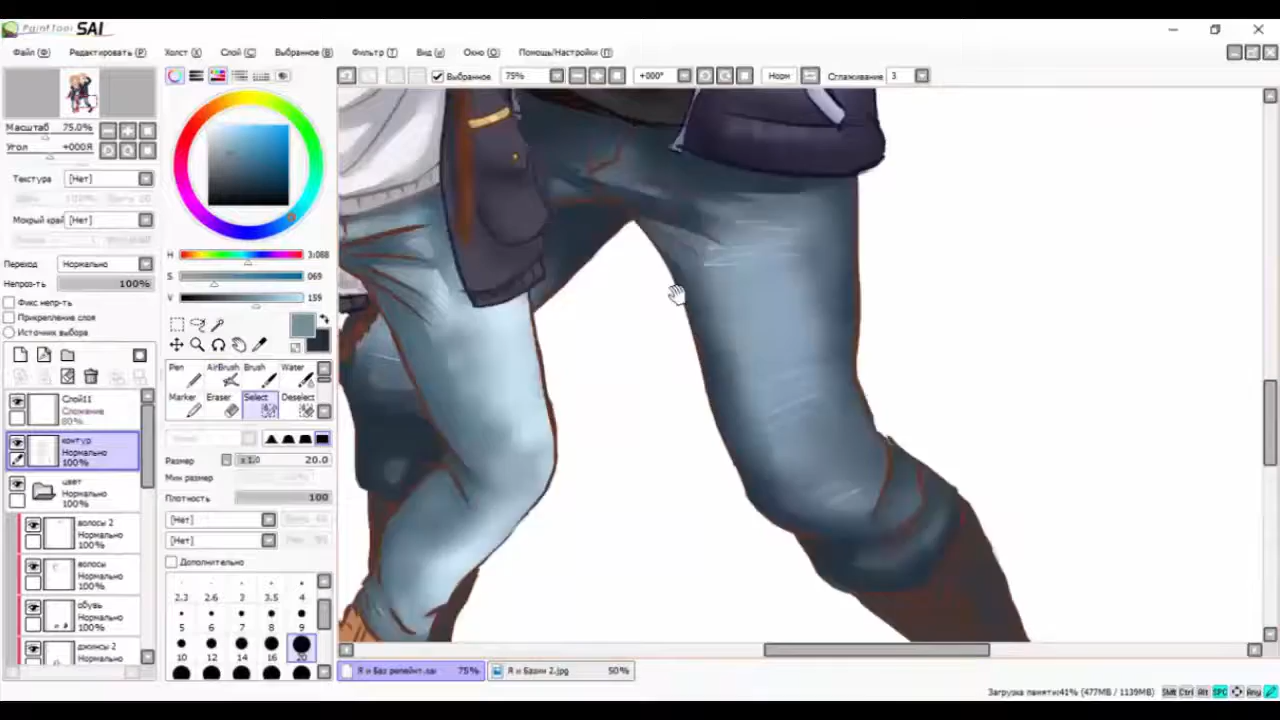 PaintTool SAI
Файл (Ф) Редактировать (Р) Холст (X) Слой (С) Выбранное (В) Фильтр (Т) Вид (и) Окно (О) Помощь/Настройки (П)
Выбранное 75% +000° Норм Сглаживание 3
Масштаб 75.0%
Угол +000Я
Текстура [Нет]
Мокрый край [Нет]
Переход Нормально
Непроз-ть 100%
Фикс непр-ть
Прикрепление слоя
Источник выбора
H 3:088
S 069
V 159
Pen AirBrush Brush Water
Marker Eraser Select Deselect
Размер x 1.0 20.0
Мин размер
Плотность 100
[Нет]
[Нет]
Дополнительно
2.3 2.6 3 3.5 4
5 6 7 8 9
10 12 14 16 20
Слой11
Сложение
80%
контур
Нормально
100%
цвет
Нормально
100%
волосы 2
Нормально
100%
волосы
Нормально
100%
обувь
Нормально
100%
джинсы 2
Нормально
100%
Я и Баз репейнт.sai 75% Я и Базии 2.jpg 50%
Загрузка памяти:41% (477MB / 1139MB) Shift Ctrl Alt SPC Any